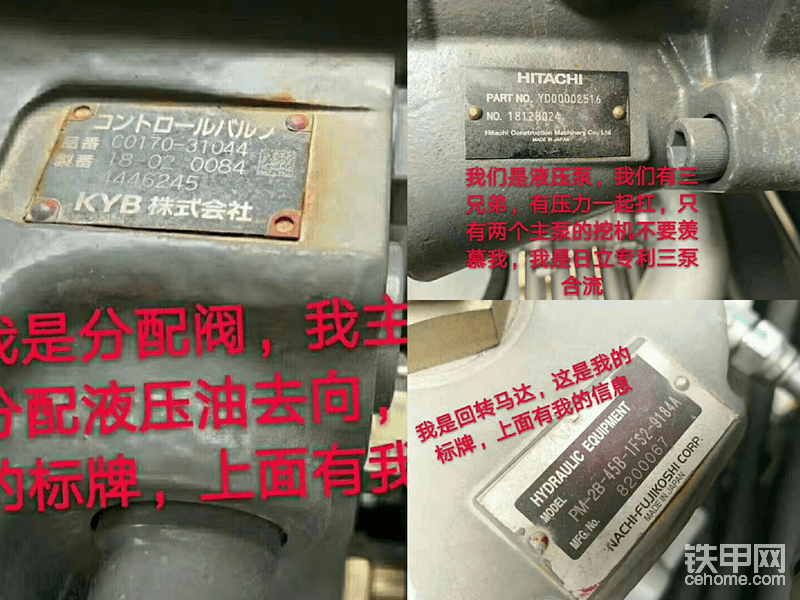 コントロールバルブ
品番 C0170-31044
製番 18-02 0084
4446245
KYB 株式会社
我是分配阀，我主
分配液压油去向，
的标牌，上面有我
HITACHI
PART NO. YD00002516
NO. 18128024
Hitachi Construction Machinery Co., Ltd.
MADE IN JAPAN
我们是液压泵，我们有三
兄弟，有压力一起扛，只
有两个主泵的挖机不要羡
慕我，我是日立专利三泵
含流
我是回转马达，这是我的
标牌，上面有我的信息
HYDRAULIC EQUIPMENT
MODEL PM-2B-45B-1FS2-9184A
MFG.No. 8200067
NACHI-FUJIKOSHI CORP.
MADE IN JAPAN
铁甲网
cehome.com